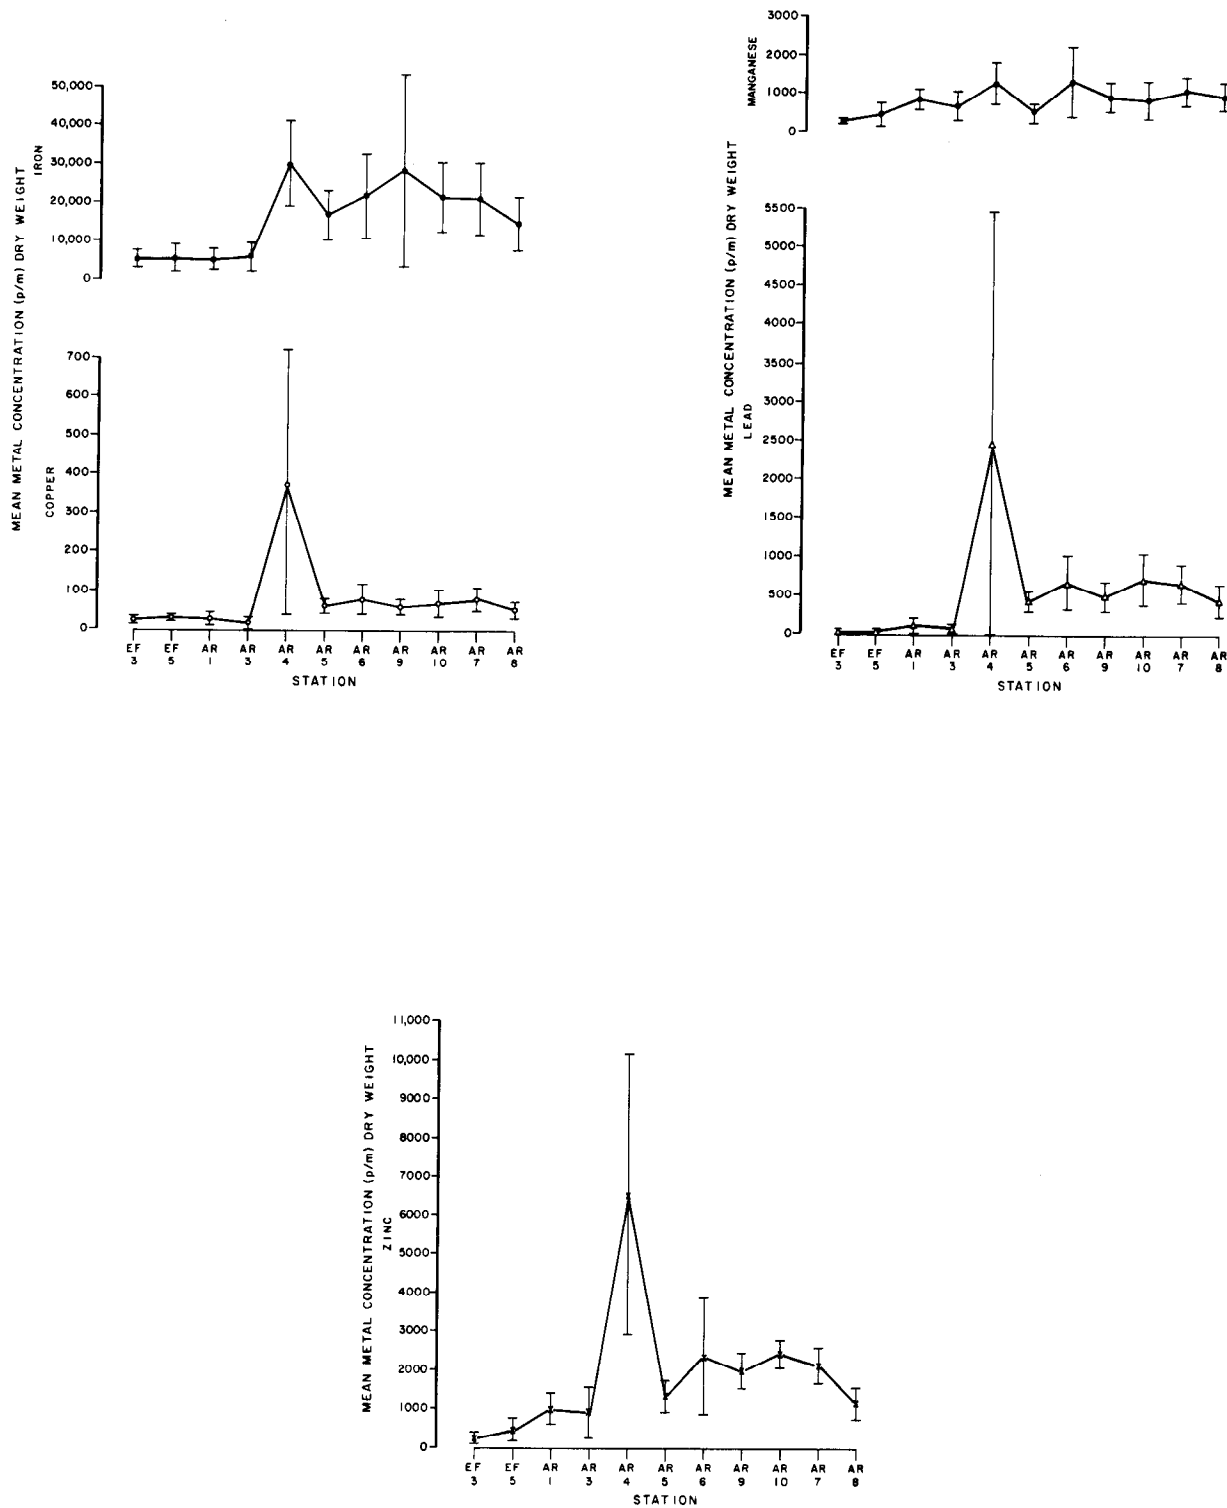 MEAN METAL CONCENTRATION (p/m) DRY WEIGHT
IRON
50,000
40,000
30,000
20,000
10,000
0
COPPER
700
600
500
400
300
200
100
0
EF 3
EF 5
AR 1
AR 3
AR 4
AR 5
AR 6
AR 9
AR 10
AR 7
AR 8
STATION
MANGANESE
3000
2000
1000
0
MEAN METAL CONCENTRATION (p/m) DRY WEIGHT
LEAD
5500
5000
4500
4000
3500
3000
2500
2000
1500
1000
500
0
EF 3
EF 5
AR 1
AR 3
AR 4
AR 5
AR 6
AR 9
AR 10
AR 7
AR 8
STATION
MEAN METAL CONCENTRATION (p/m) DRY WEIGHT
ZINC
11,000
10,000
9000
8000
7000
6000
5000
4000
3000
2000
1000
0
EF 3
EF 5
AR 1
AR 3
AR 4
AR 5
AR 6
AR 9
AR 10
AR 7
AR 8
STATION